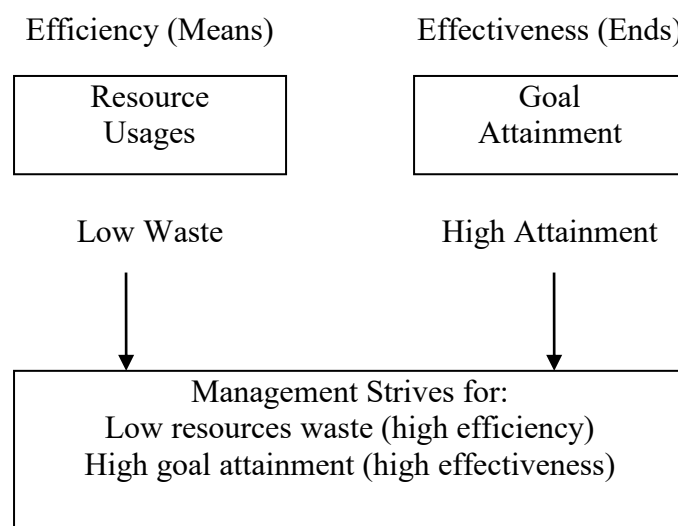 Efficiency (Means)
Effectiveness (Ends)
Resource
Usages
Goal
Attainment
Low Waste
High Attainment
Management Strives for:
Low resources waste (high efficiency)
High goal attainment (high effectiveness)